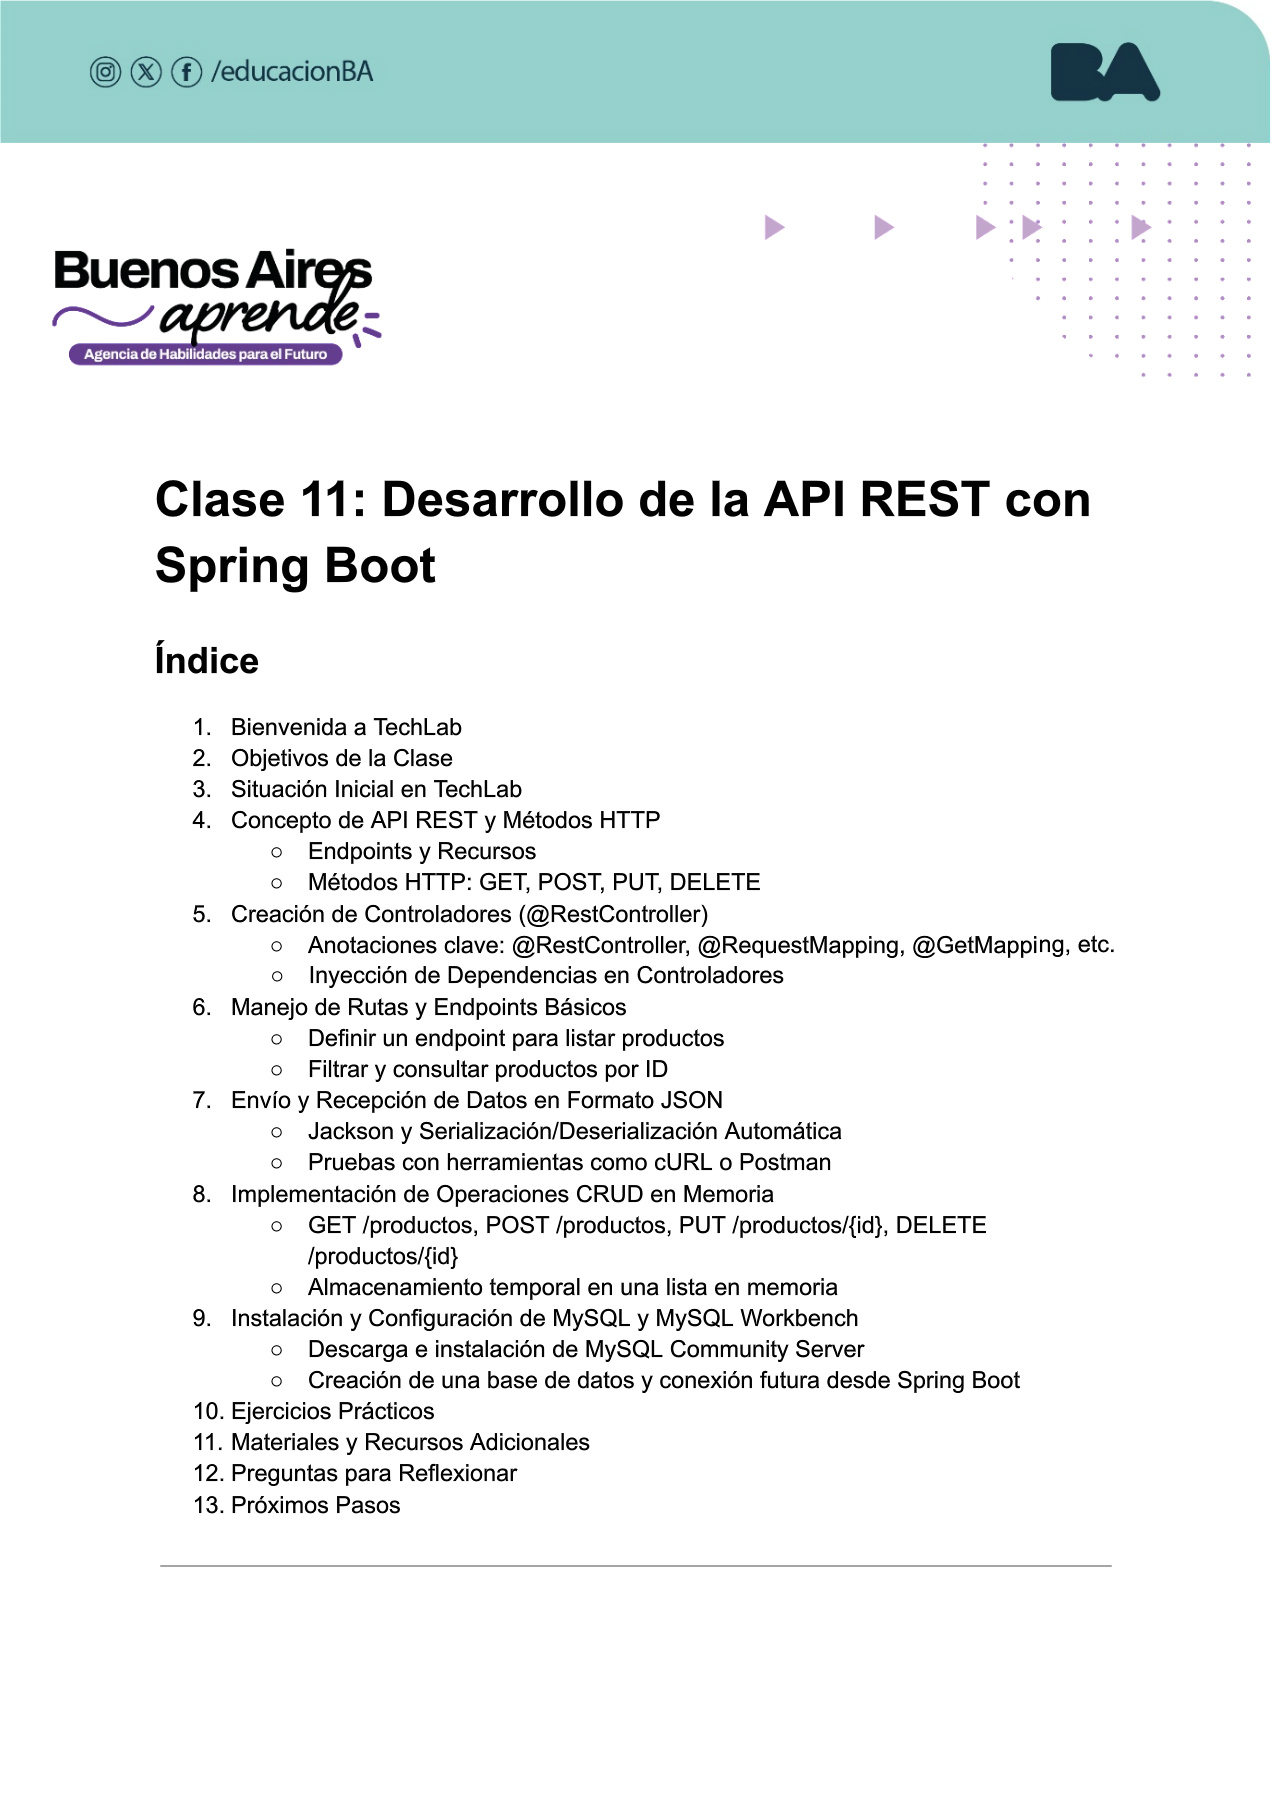 /educacionBA
BA
Buenos Aires
aprende
Agencia de Habilidades para el Futuro
Clase 11: Desarrollo de la API REST con
Spring Boot
Índice
1. Bienvenida a TechLab
2. Objetivos de la Clase
3. Situación Inicial en TechLab
4. Concepto de API REST y Métodos HTTP
○ Endpoints y Recursos
○ Métodos HTTP: GET, POST, PUT, DELETE
5. Creación de Controladores (@RestController)
○ Anotaciones clave: @RestController, @RequestMapping, @GetMapping, etc.
○ Inyección de Dependencias en Controladores
6. Manejo de Rutas y Endpoints Básicos
○ Definir un endpoint para listar productos
○ Filtrar y consultar productos por ID
7. Envío y Recepción de Datos en Formato JSON
○ Jackson y Serialización/Deserialización Automática
○ Pruebas con herramientas como cURL o Postman
8. Implementación de Operaciones CRUD en Memoria
○ GET /productos, POST /productos, PUT /productos/{id}, DELETE
/productos/{id}
○ Almacenamiento temporal en una lista en memoria
9. Instalación y Configuración de MySQL y MySQL Workbench
○ Descarga e instalación de MySQL Community Server
○ Creación de una base de datos y conexión futura desde Spring Boot
10. Ejercicios Prácticos
11. Materiales y Recursos Adicionales
12. Preguntas para Reflexionar
13. Próximos Pasos